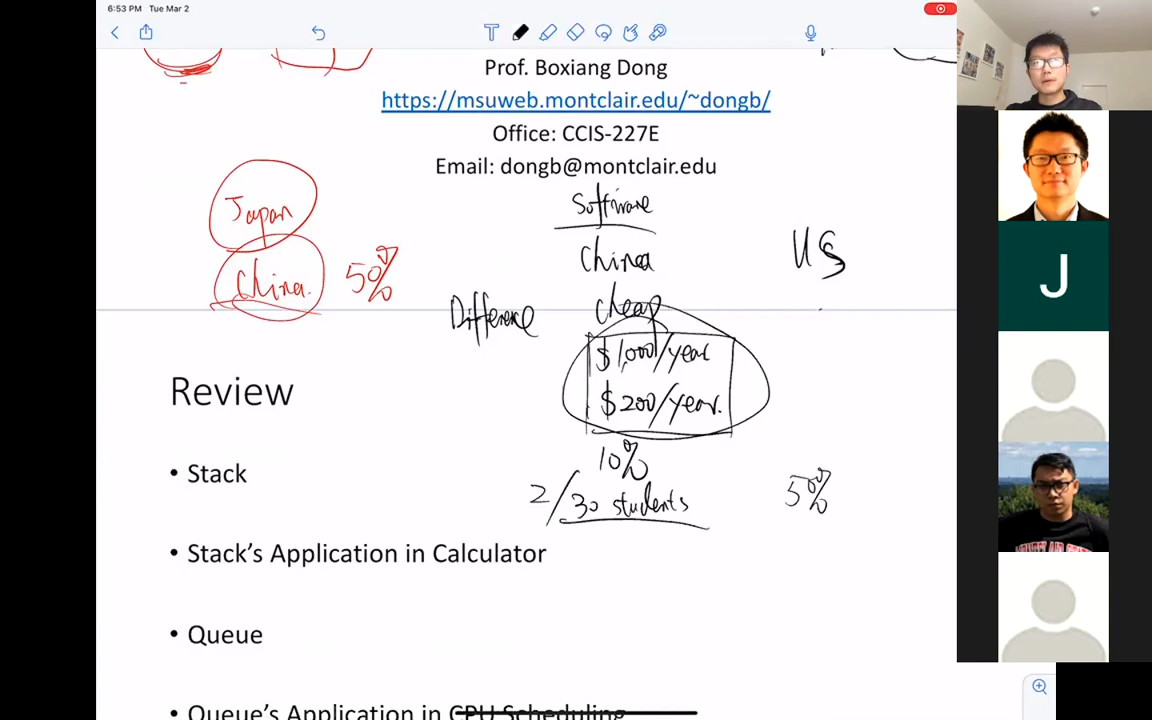 6:53 PM Tue Mar 2
Prof. Boxiang Dong
https://msuweb.montclair.edu/~dongb/
Office: CCIS-227E
Email: dongb@montclair.edu
Japan
China
50%
Software
China
US
Difference
cheap
$1,000/year
$200/year.
10%
2/30 students
50%
J
Review
• Stack
• Stack's Application in Calculator
• Queue
• Queue's Application in CPU Scheduling